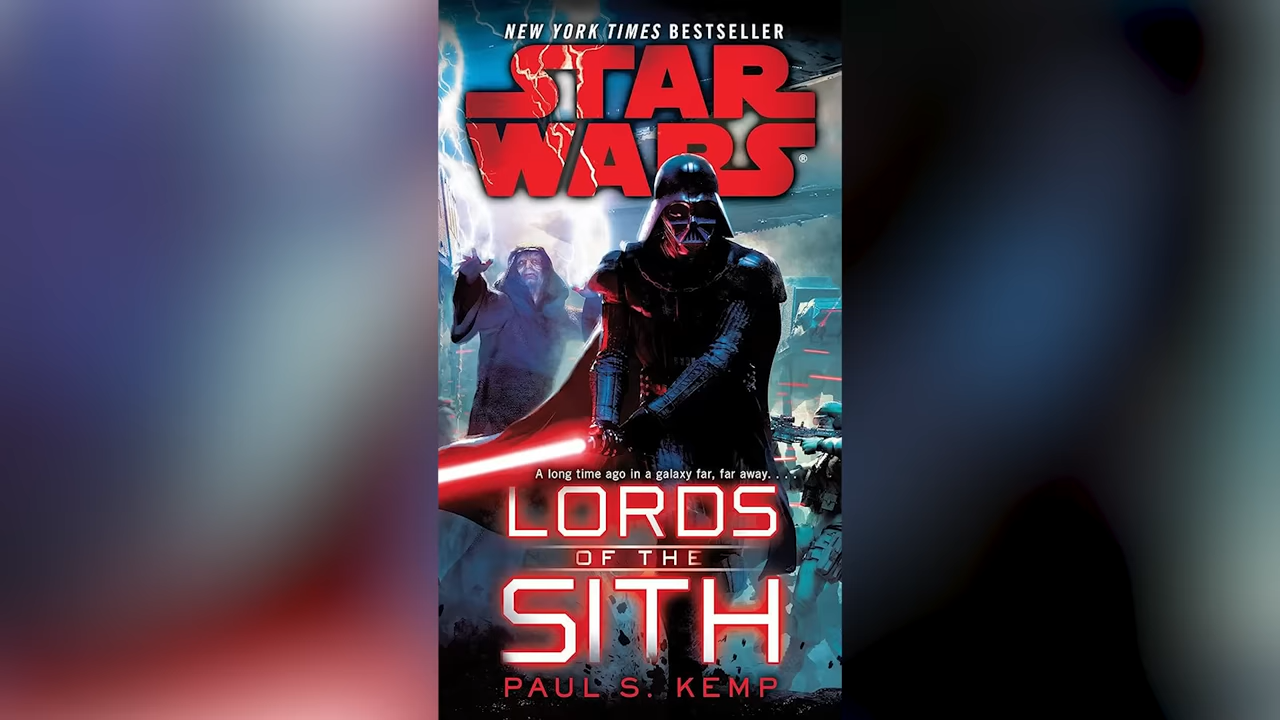 NEW YORK TIMES BESTSELLER
STAR
WARS®
A long time ago in a galaxy far, far away. . . .
LORDS
OF THE
SITH
PAUL S. KEMP